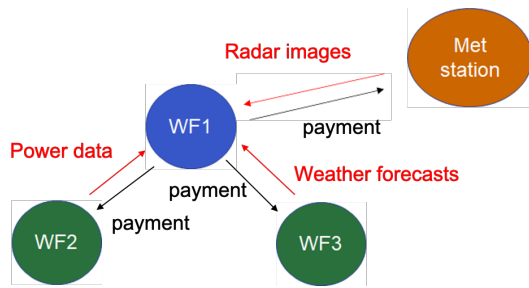 Radar images
Met
station
WF1
payment
Power data
payment
Weather forecasts
payment
WF2
WF3